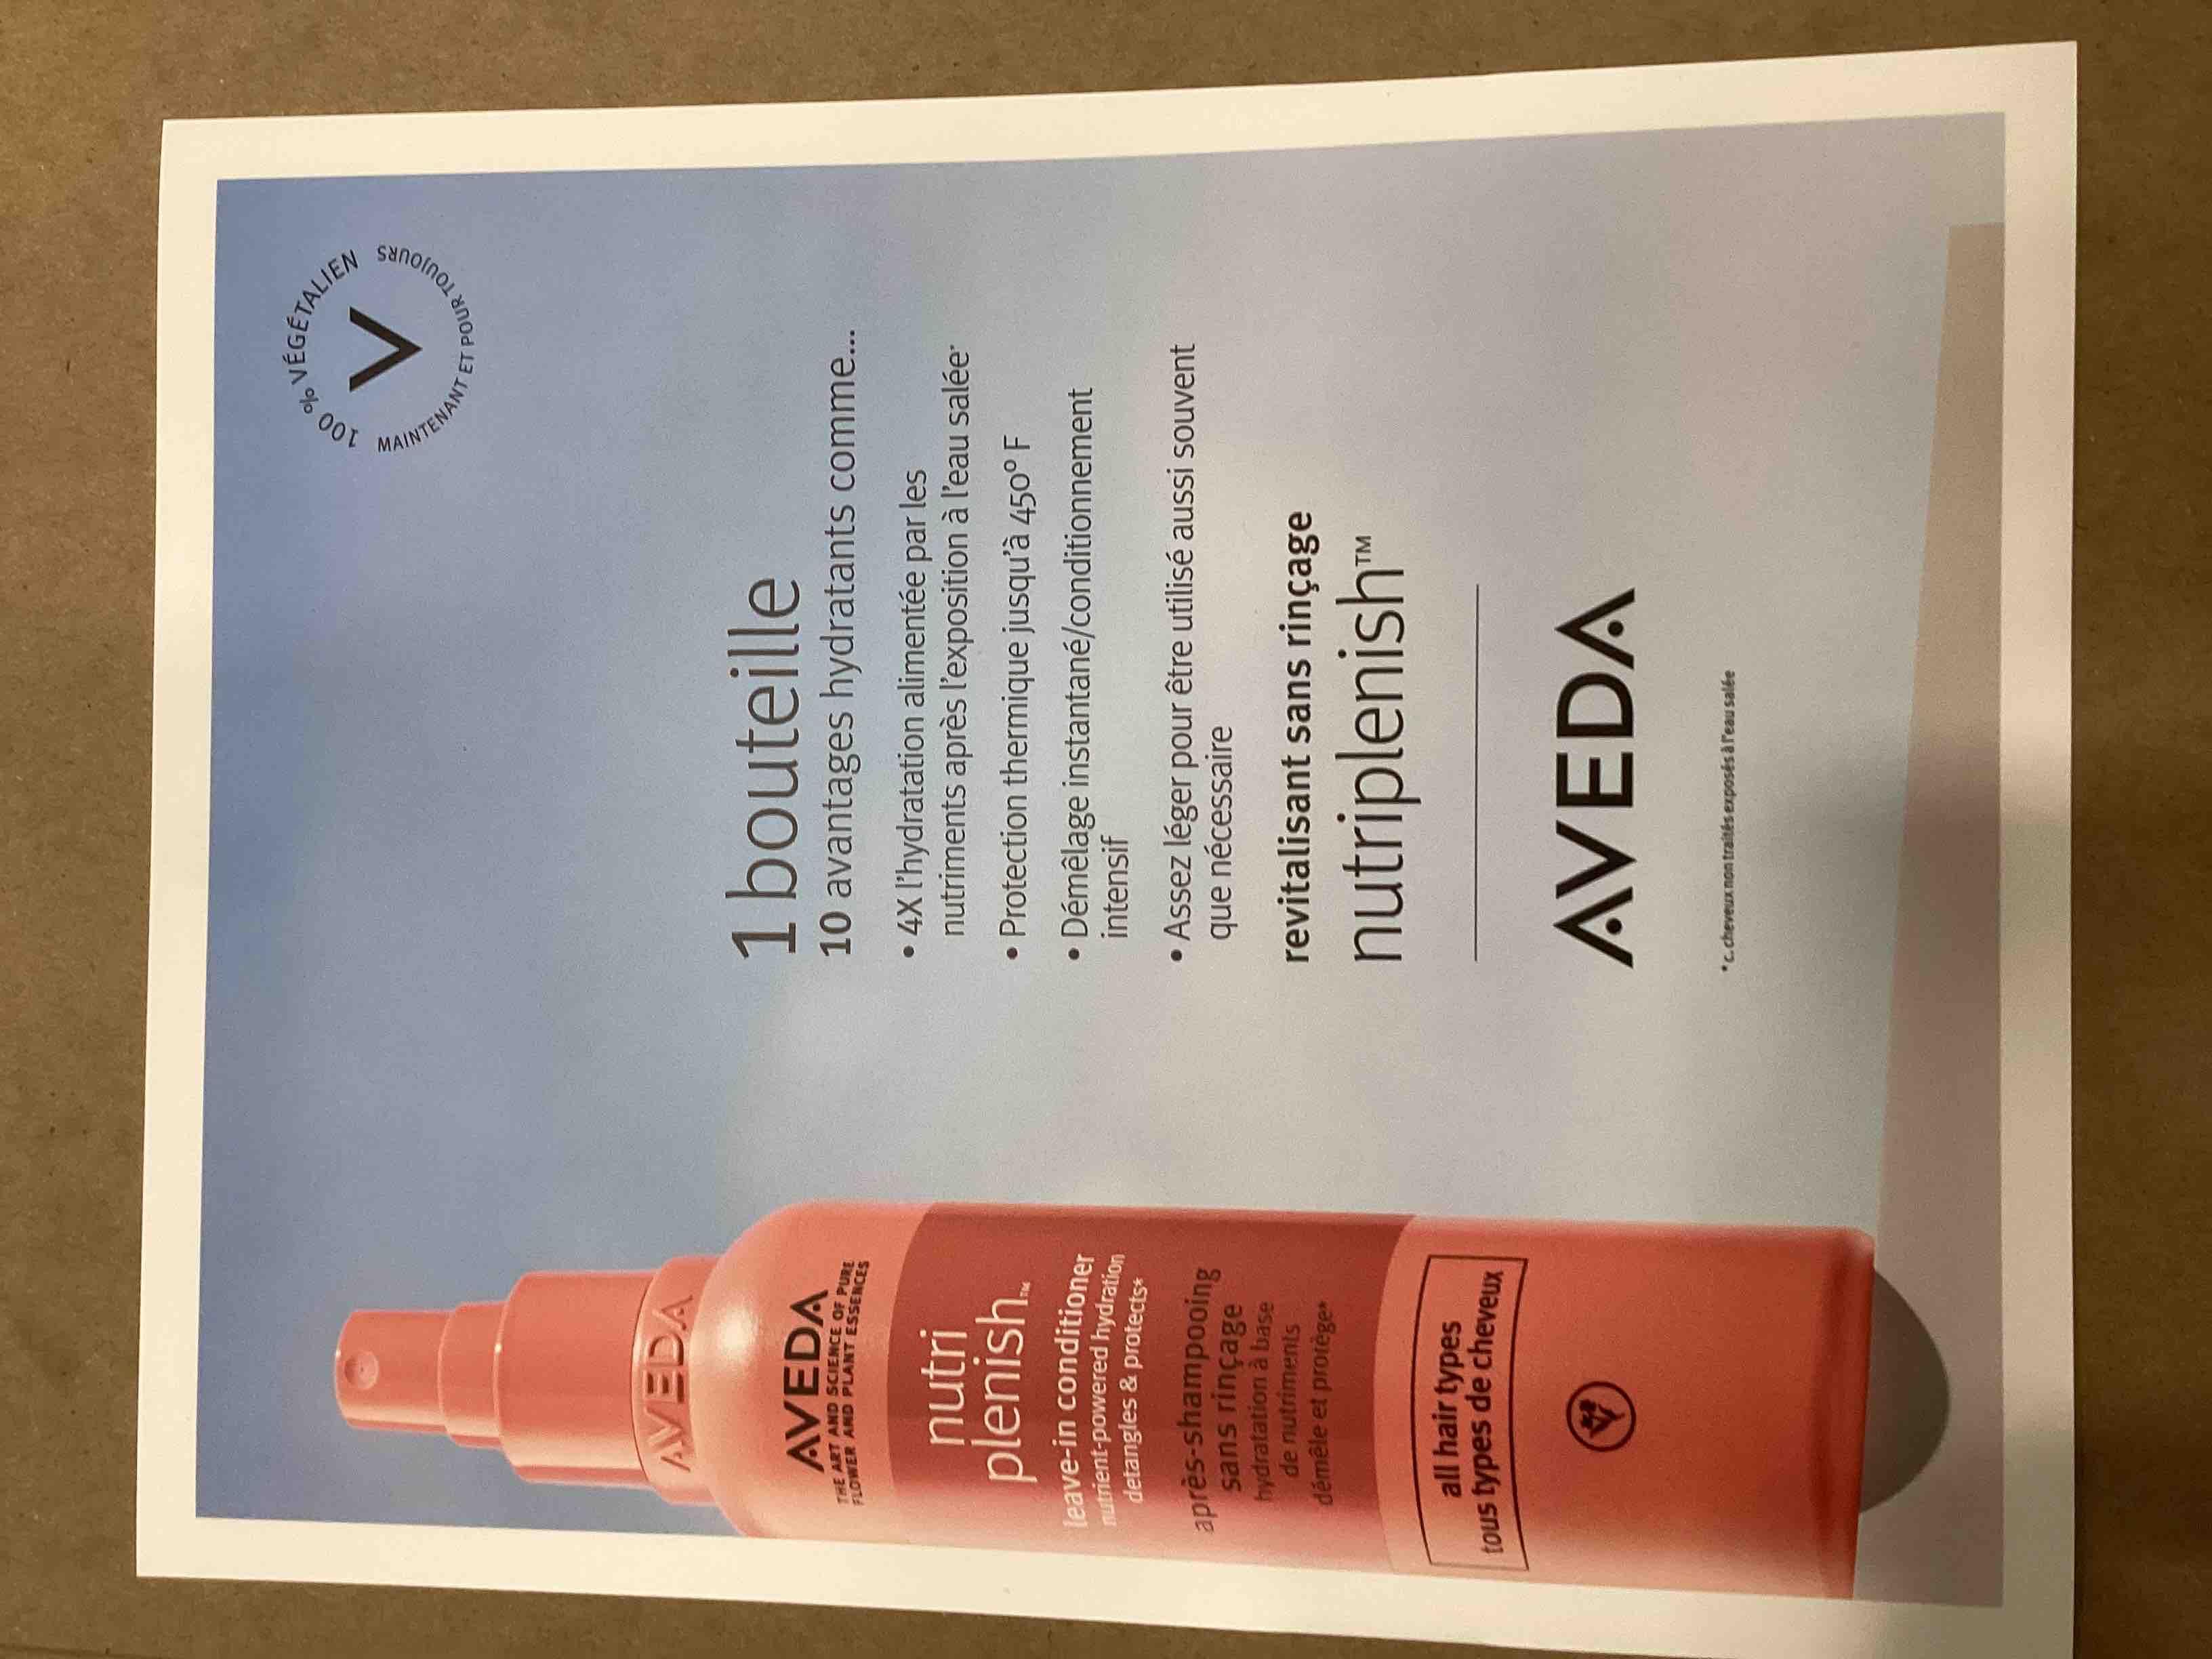 100 % VÉGÉTALIEN
V
MAINTENANT ET POUR TOUJOURS
1 bouteille
10 avantages hydratants comme...
• 4X l'hydratation alimentée par les
nutriments après l'exposition à l'eau salée*
• Protection thermique jusqu'à 450° F
• Démêlage instantané/conditionnement
intensif
• Assez léger pour être utilisé aussi souvent
que nécessaire
revitalisant sans rinçage
nutriplenish™
AVEDA
*c. cheveux non traités exposés à l'eau salée
AVEDA
AVEDA
THE ART AND SCIENCE OF PURE
FLOWER AND PLANT ESSENCES
nutri
plenish™
leave-in conditioner
nutrient-powered hydration
detangles & protects*
après-shampooing
sans rinçage
hydratation à base
de nutriments
démêle et protège*
all hair types
tous types de cheveux